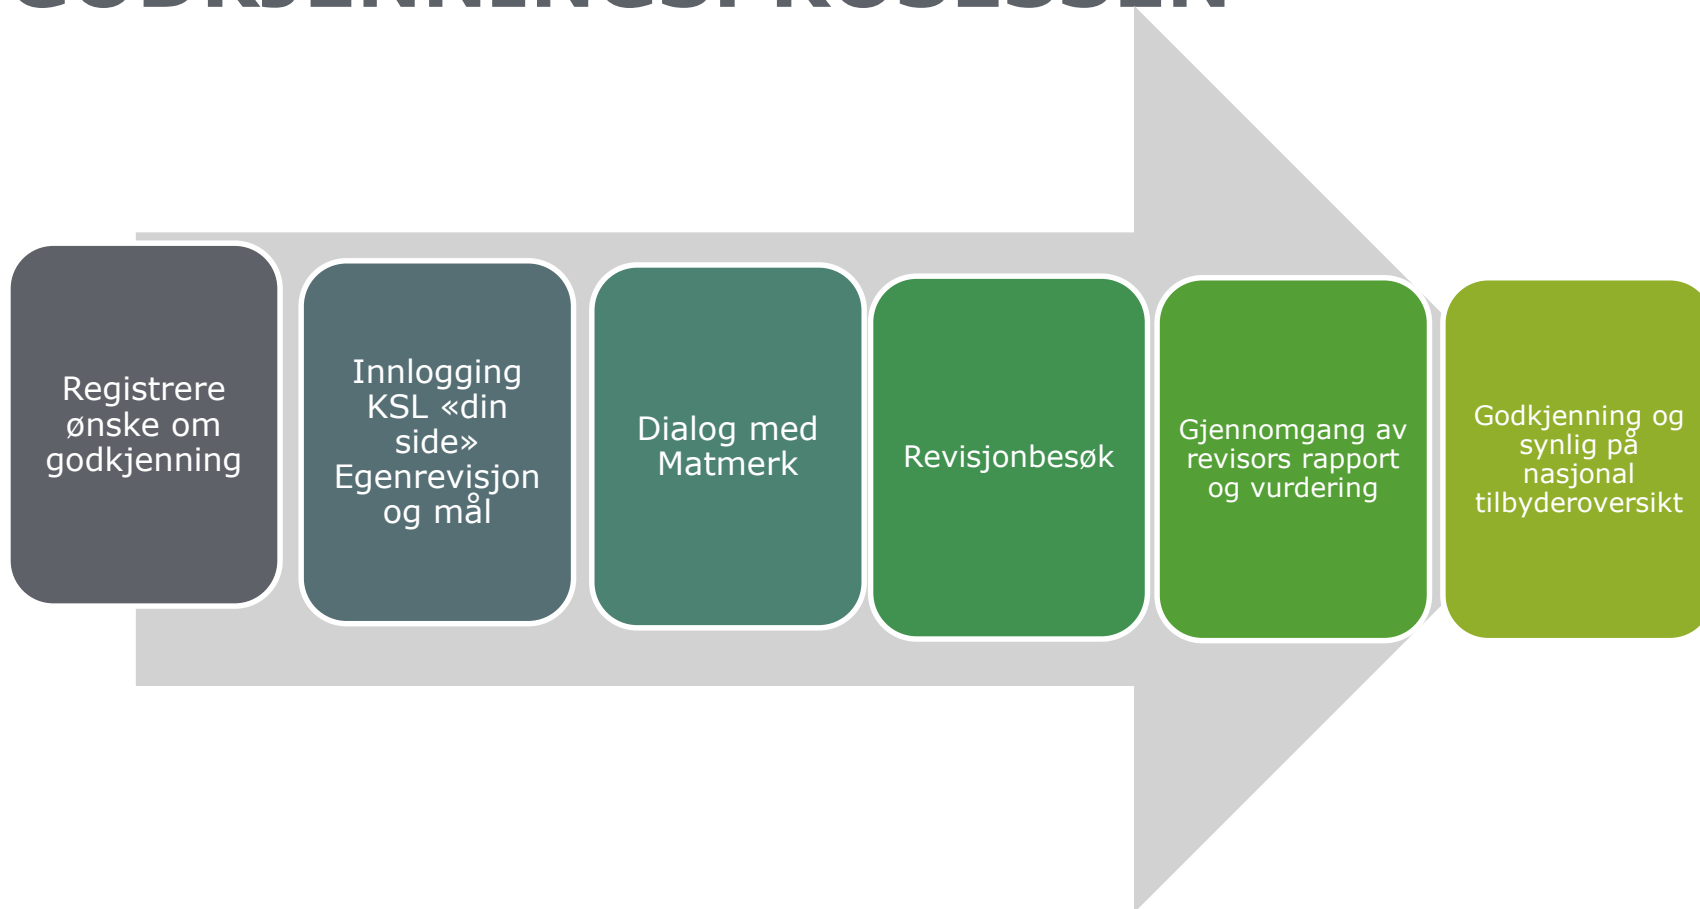 GODKJENNINGSPROSESSEN
Registrere
ønske om
godkjenning
Innlogging
KSL «din
side»
Egenrevisjon
og mål
Dialog med
Matmerk
Revisjonbesøk
Gjennomgang av
revisors rapport
og vurdering
Godkjenning og
synlig på
nasjonal
tilbyderoversikt